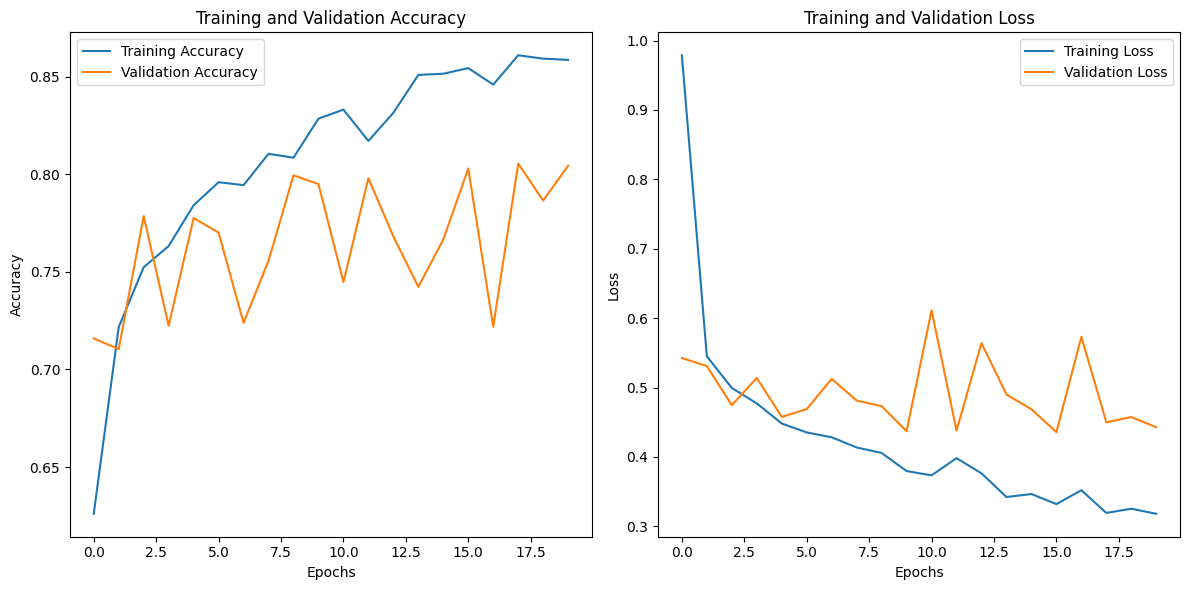 Training and Validation Accuracy
Training Accuracy
Validation Accuracy
0.85
0.80
0.75
0.70
0.65
Accuracy
0.0 2.5 5.0 7.5 10.0 12.5 15.0 17.5
Epochs
Training and Validation Loss
Training Loss
Validation Loss
1.0
0.9
0.8
0.7
0.6
0.5
0.4
0.3
Loss
0.0 2.5 5.0 7.5 10.0 12.5 15.0 17.5
Epochs